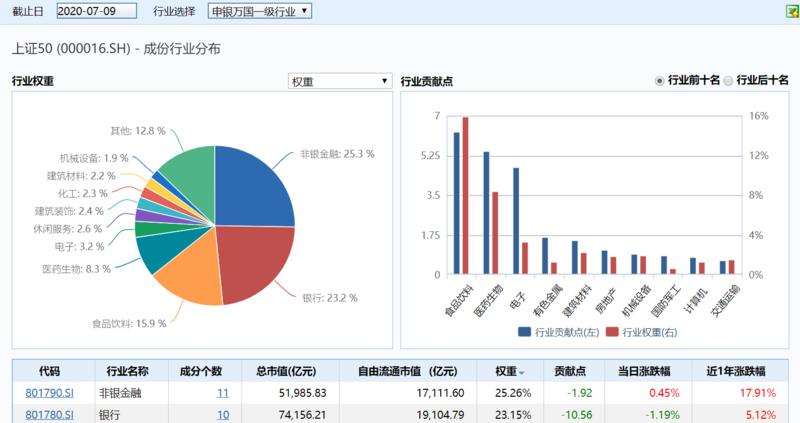 截止日 2020-07-09 行业选择 申银万国一级行业
上证50 (000016.SH) - 成份行业分布
行业权重 权重
行业贡献点 行业前十名 行业后十名
其他: 12.8 %
机械设备: 1.9 %
建筑材料: 2.2 %
化工: 2.3 %
建筑装饰: 2.4 %
休闲服务: 2.6 %
电子: 3.2 %
医药生物: 8.3 %
食品饮料: 15.9 %
非银金融: 25.3 %
银行: 23.2 %
7 16%
5.25 12%
3.5 8%
1.75 4%
0 0%
食品饮料 医药生物 电子 有色金属 建筑材料 房地产 机械设备 国防军工 计算机 交通运输
行业贡献点(左) 行业权重(右)
代码 行业名称 成分个数 总市值(亿元) 自由流通市值（亿元) 权重 贡献点 当日涨跌幅 近1年涨跌幅
801790.SI 非银金融 11 51,985.83 17,111.60 25.26% -1.92 0.45% 17.91%
801780.SI 银行 10 74,156.21 19,104.79 23.15% -10.56 -1.19% 5.12%